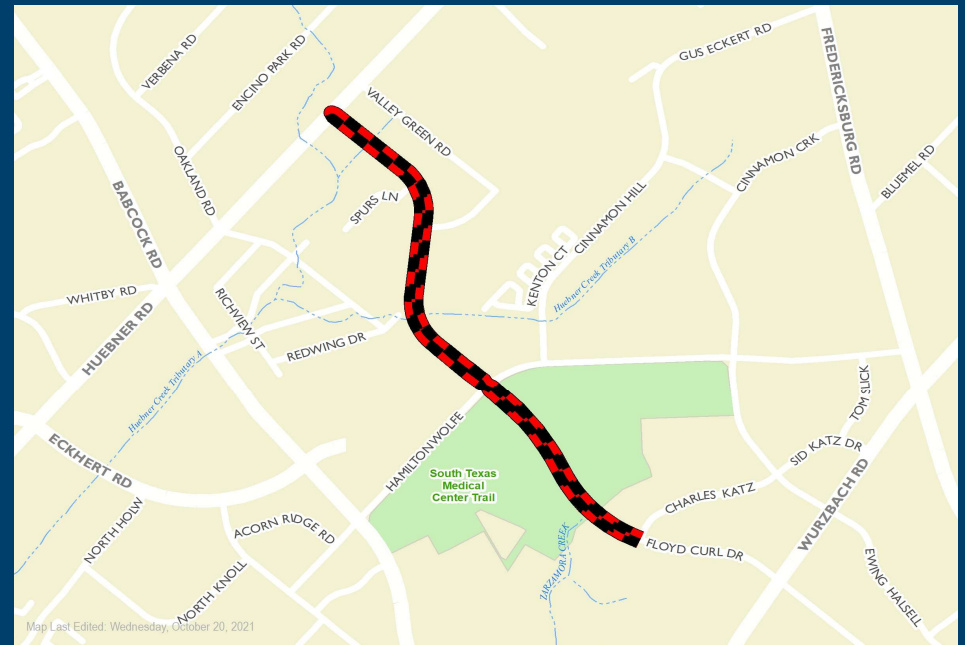 VERBENA RD
ENCINO PARK RD
GUS ECKERT RD
FREDERICKSBURG RD
VALLEY GREEN RD
OAKLAND RD
CINNAMON CRK
BLUEMEL RD
BABCOCK RD
SPURS LN
CINNAMON HILL
KENTON CT
Huebner Creek Tributary B
WHITBY RD
HUEBNER RD
RICHVIEW ST
REDWING DR
Huebner Creek Tributary A
TOM SLICK
HAMILTON WOLFE
SID KATZ DR
ECKHERT RD
South Texas
Medical
Center Trail
CHARLES KATZ
WURZBACH RD
NORTH HOLW
ACORN RIDGE RD
FLOYD CURL DR
ZARZAMORA CREEK
EWING HALSELL
NORTH KNOLL
Map Last Edited: Wednesday, October 20, 2021